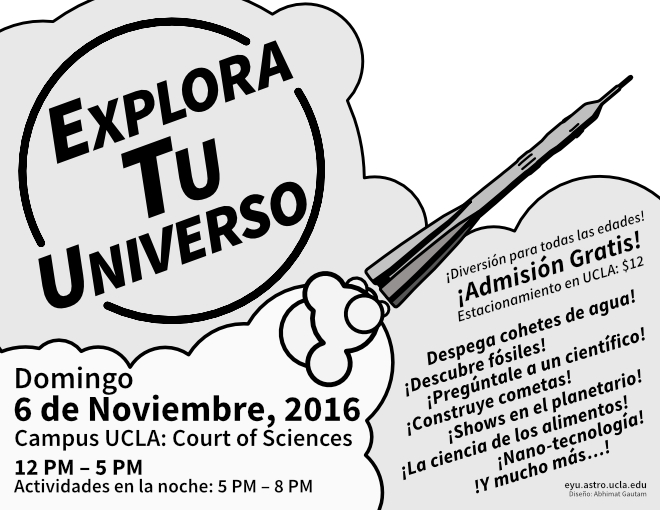 EXPLORA
TU
UNIVERSO
¡Diversión para todas las edades!
¡Admisión Gratis!
Estacionamiento en UCLA: $12
Despega cohetes de agua!
¡Descubre fósiles!
¡Pregúntale a un científico!
¡Construye cometas!
¡Shows en el planetario!
¡La ciencia de los alimentos!
¡Nano-tecnología!
!Y mucho más...!
Domingo
6 de Noviembre, 2016
Campus UCLA: Court of Sciences
12 PM – 5 PM
Actividades en la noche: 5 PM – 8 PM
eyu.astro.ucla.edu
Diseño: Abhimat Gautam